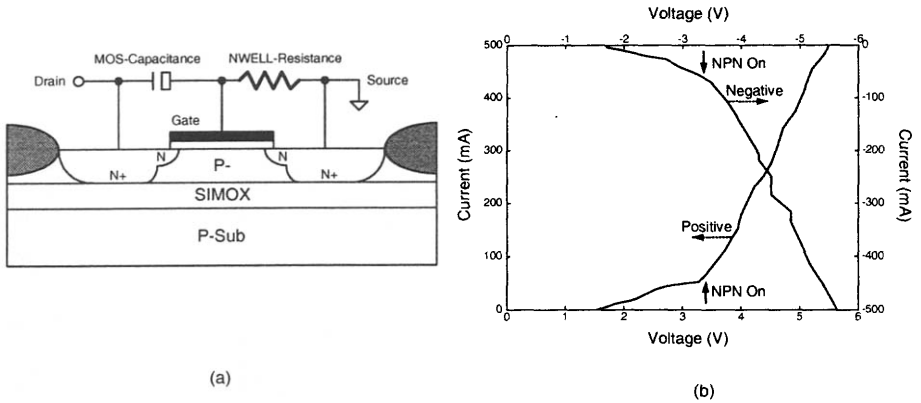 MOS-Capacitance NWELL-Resistance
Drain Source
Gate
N N
P-
N+ N+
SIMOX
P-Sub
(a)
Voltage (V)
0 -1 -2 -3 -4 -5 -6
500 400 300 200 100 0
Current (mA)
0 -100 -200 -300 -400 -500
Current (mA)
NPN On
Negative
Positive
NPN On
0 1 2 3 4 5 6
Voltage (V)
(b)